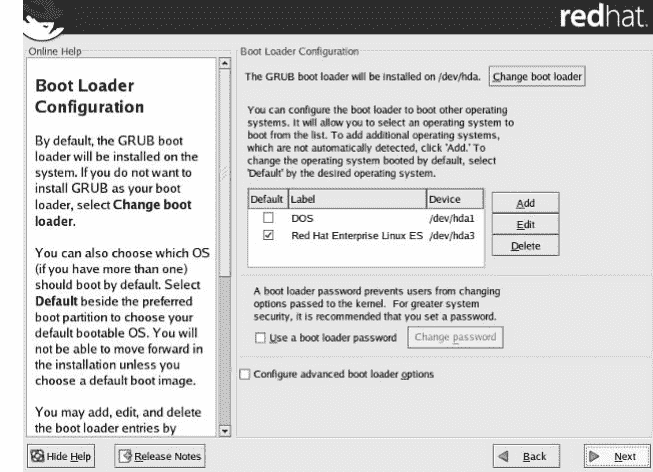 redhat.
Online Help
Boot Loader
Configuration
By default, the GRUB boot
loader will be installed on the
system. If you do not want to
install GRUB as your boot
loader, select Change boot
loader.
You can also choose which OS
(if you have more than one)
should boot by default. Select
Default beside the preferred
boot partition to choose your
default bootable OS. You will
not be able to move forward in
the installation unless you
choose a default boot image.
You may add, edit, and delete
the boot loader entries by
Boot Loader Configuration
The GRUB boot loader will be installed on /dev/hda. Change boot loader
You can configure the boot loader to boot other operating
systems. It will allow you to select an operating system to
boot from the list. To add additional operating systems,
which are not automatically detected, click 'Add.' To
change the operating system booted by default, select
'Default' by the desired operating system.
Default Label Device
DOS /dev/hda1
Red Hat Enterprise Linux ES /dev/hda3
Add
Edit
Delete
A boot loader password prevents users from changing
options passed to the kernel. For greater system
security, it is recommended that you set a password.
Use a boot loader password Change password
Configure advanced boot loader options
Hide Help Release Notes Back Next